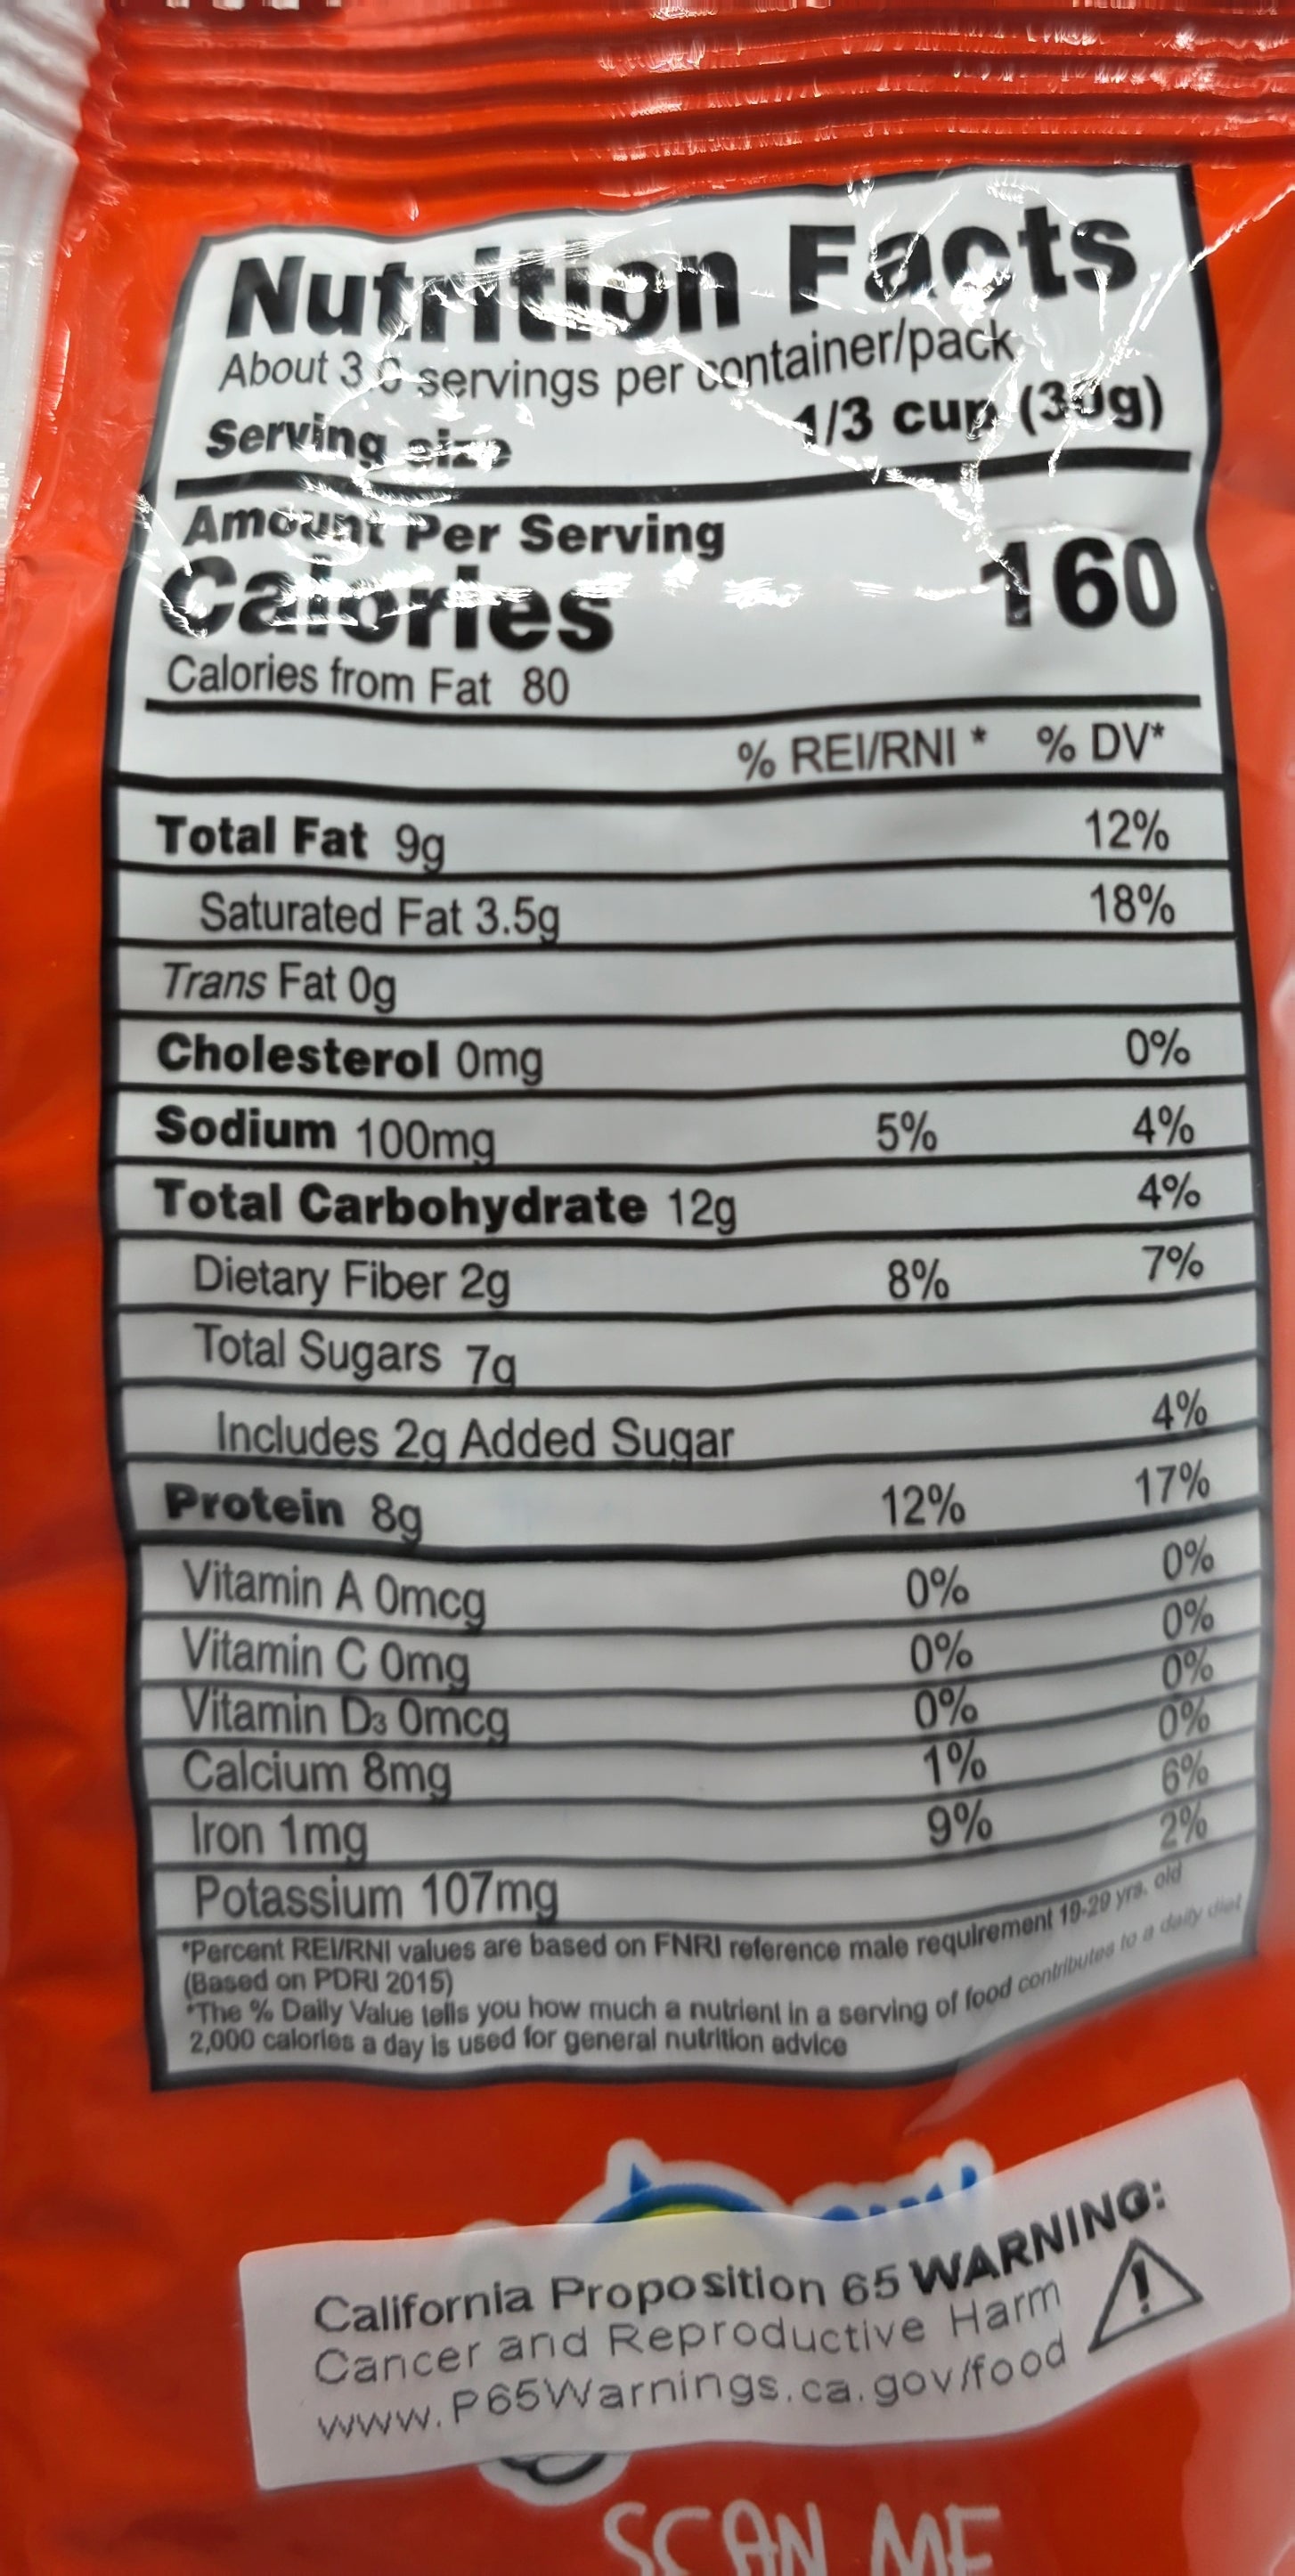 Nutrition Facts
About 3 servings per container/pack
Serving size 1/3 cup (30g)
Amount Per Serving
Calories 160
Calories from Fat 80
% REI/RNI * % DV*
Total Fat 9g 12%
Saturated Fat 3.5g 18%
Trans Fat 0g
Cholesterol 0mg 0%
Sodium 100mg 5% 4%
Total Carbohydrate 12g 4%
Dietary Fiber 2g 8% 7%
Total Sugars 7g
Includes 2g Added Sugar 4%
Protein 8g 12% 17%
Vitamin A 0mcg 0% 0%
Vitamin C 0mg 0% 0%
Vitamin D3 0mcg 0% 0%
Calcium 8mg 1% 0%
Iron 1mg 9% 6%
Potassium 107mg 2%
*Percent REI/RNI values are based on FNRI reference male requirement 19-29 yrs. old
(Based on PDRI 2015)
*The % Daily Value tells you how much a nutrient in a serving of food contributes to a daily diet
2,000 calories a day is used for general nutrition advice
California Proposition 65 WARNING:
Cancer and Reproductive Harm
www.P65Warnings.ca.gov/food
SCAN ME